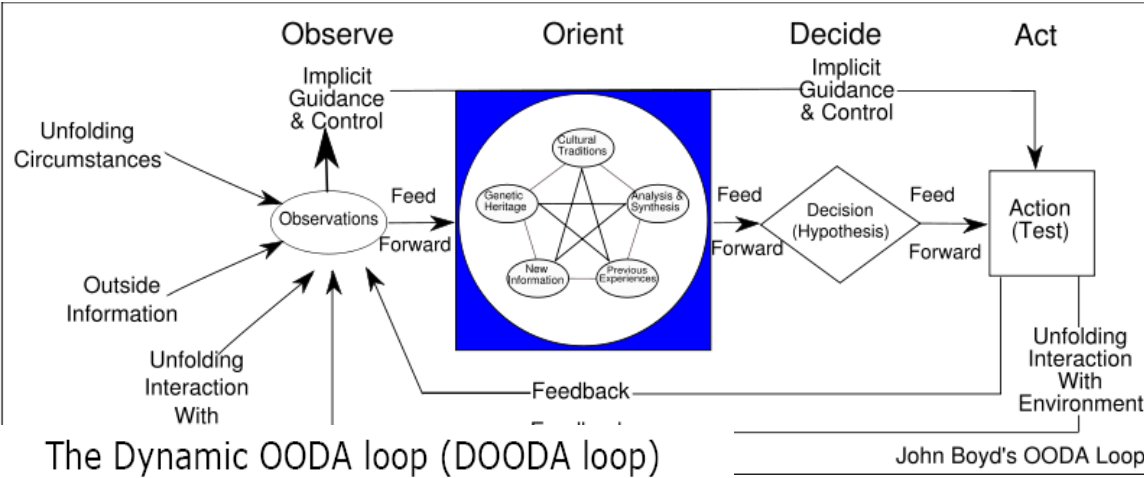 Observe
Orient
Decide
Act
Implicit
Guidance
& Control
Implicit
Guidance
& Control
Unfolding
Circumstances
Observations
Feed
Forward
Cultural
Traditions
Genetic
Heritage
Analysis &
Synthesis
New
Information
Previous
Experiences
Feed
Forward
Decision
(Hypothesis)
Feed
Forward
Action
(Test)
Outside
Information
Unfolding
Interaction
With
Unfolding
Interaction
With
Environment
Feedback
The Dynamic OODA loop (DOODA loop)
John Boyd's OODA Loop